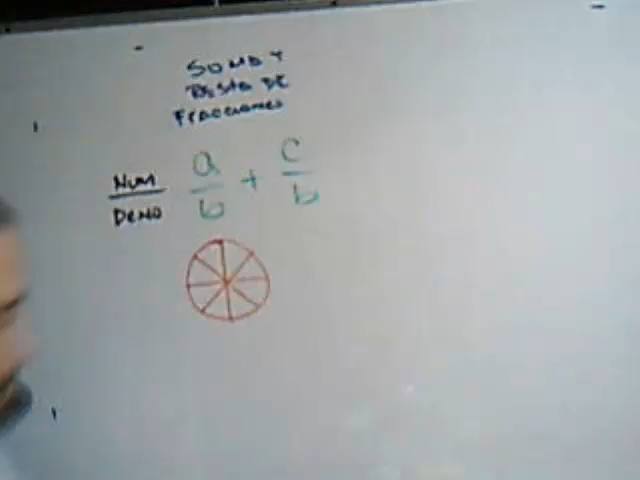 SUMA Y
RESTA DE
FRACCIONES
NUM a + c
DENO b b